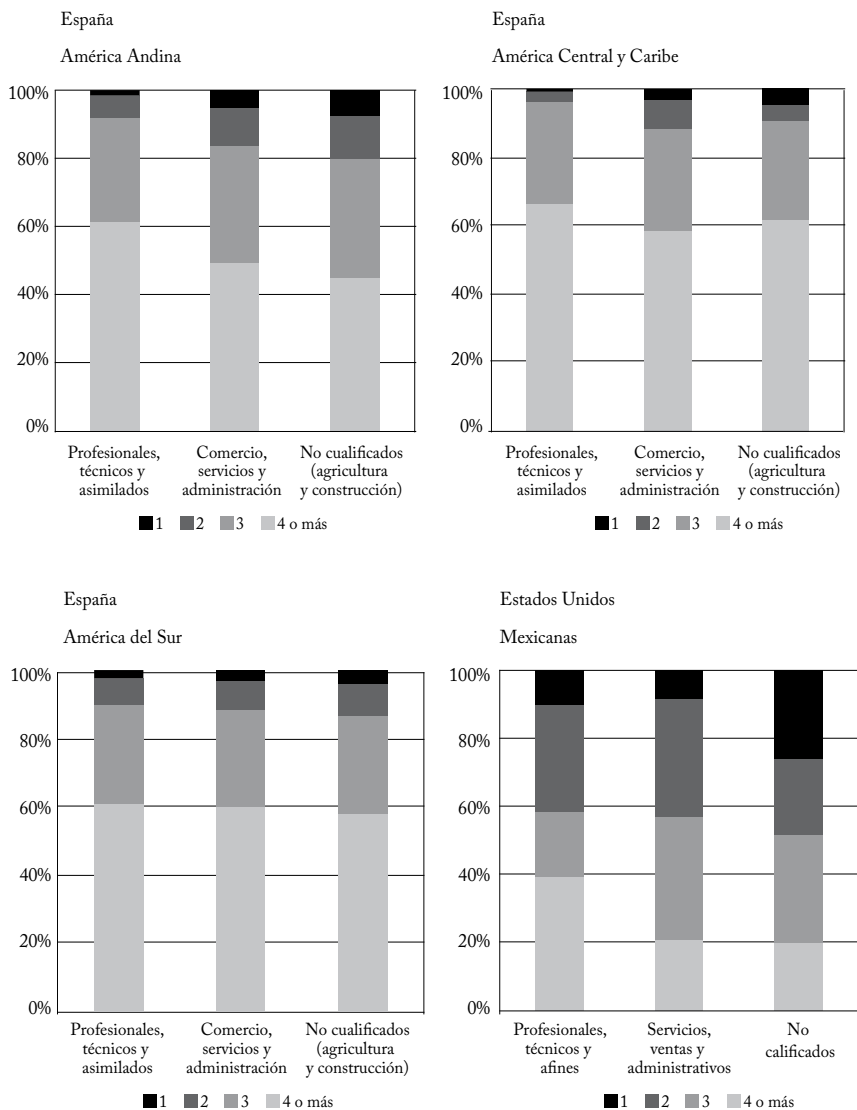 España
América Andina
100%
80%
60%
40%
20%
0%
Profesionales,
técnicos y
asimilados
Comercio,
servicios y
administración
No cualificados
(agricultura
y construcción)
1 2 3 4 o más
España
América Central y Caribe
100%
80%
60%
40%
20%
0%
Profesionales,
técnicos y
asimilados
Comercio,
servicios y
administración
No cualificados
(agricultura
y construcción)
1 2 3 4 o más
España
América del Sur
100%
80%
60%
40%
20%
0%
Profesionales,
técnicos y
asimilados
Comercio,
servicios y
administración
No cualificados
(agricultura
y construcción)
1 2 3 4 o más
Estados Unidos
Mexicanas
100%
80%
60%
40%
20%
0%
Profesionales,
técnicos y
afines
Servicios,
ventas y
administrativos
No
calificados
1 2 3 4 o más